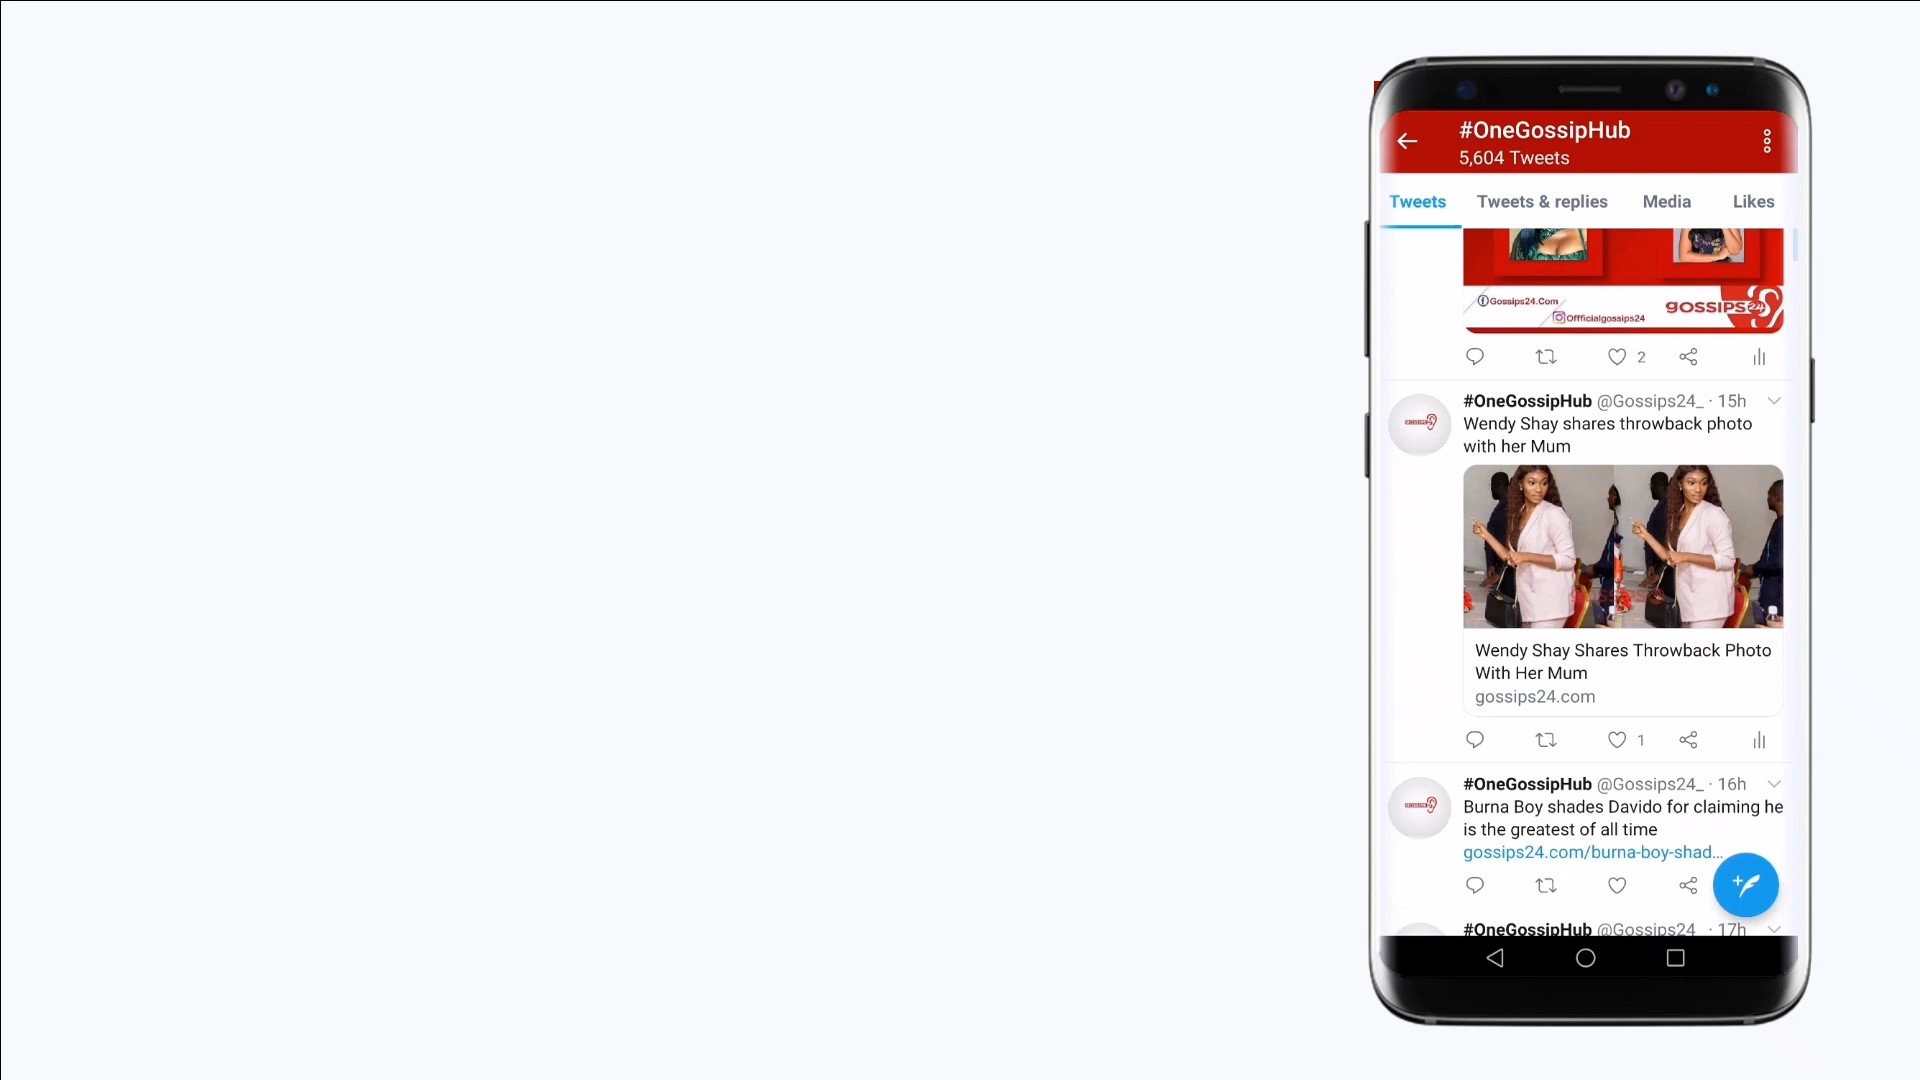 #OneGossipHub
5,604 Tweets
Tweets Tweets & replies Media Likes
Gossips24.Com
gossips24
Offficialgossips24
2
#OneGossipHub @Gossips24_ · 15h
Wendy Shay shares throwback photo
with her Mum
Wendy Shay Shares Throwback Photo
With Her Mum
gossips24.com
1
#OneGossipHub @Gossips24_ · 16h
Burna Boy shades Davido for claiming he
is the greatest of all time
gossips24.com/burna-boy-shad...
#OneGossipHub @Gossips24_ · 17h